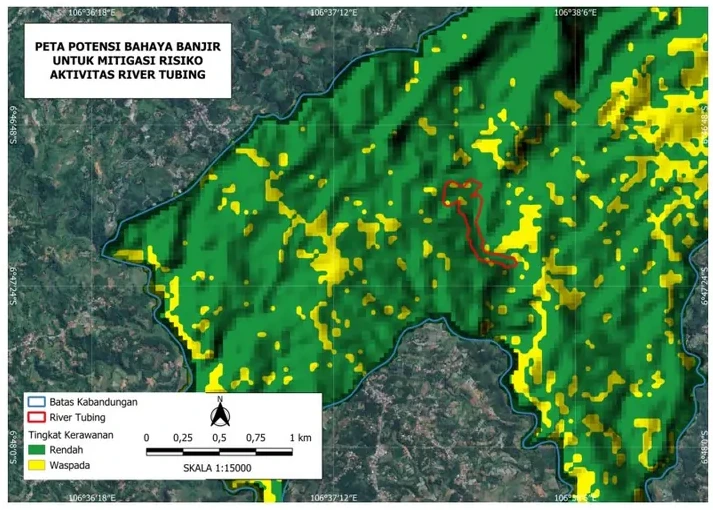 106°36'18"E
106°37'12"E
106°38'6"E
PETA POTENSI BAHAYA BANJIR
UNTUK MITIGASI RISIKO
AKTIVITAS RIVER TUBING
6°46'48"S
6°46'48"S
6°47'24"S
6°47'24"S
6°48'0"S
6°48'0"S
Batas Kabandungan
River Tubing
Tingkat Kerawanan
Rendah
Waspada
N
0 0,25 0,5 0,75 1 km
SKALA 1:15000
106°36'18"E
106°37'12"E
106°38'6"E